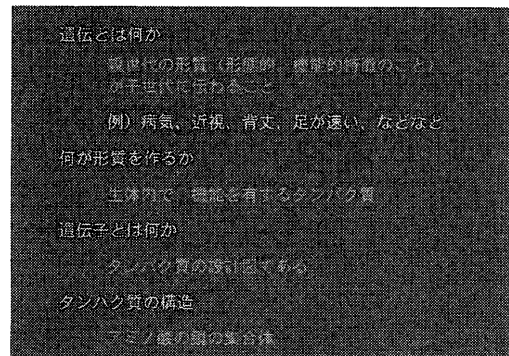 遺伝とは何か
親世代の形質(形態的、機能的特徴のこと)
が子世代に伝わること
例)病気、近視、背丈、足が速い、などなど
何が形質を作るか
生体内で、機能を有するタンパク質
遺伝子とは何か
タンパク質の設計図である
タンパク質の構造
アミノ酸の鎖の集合体